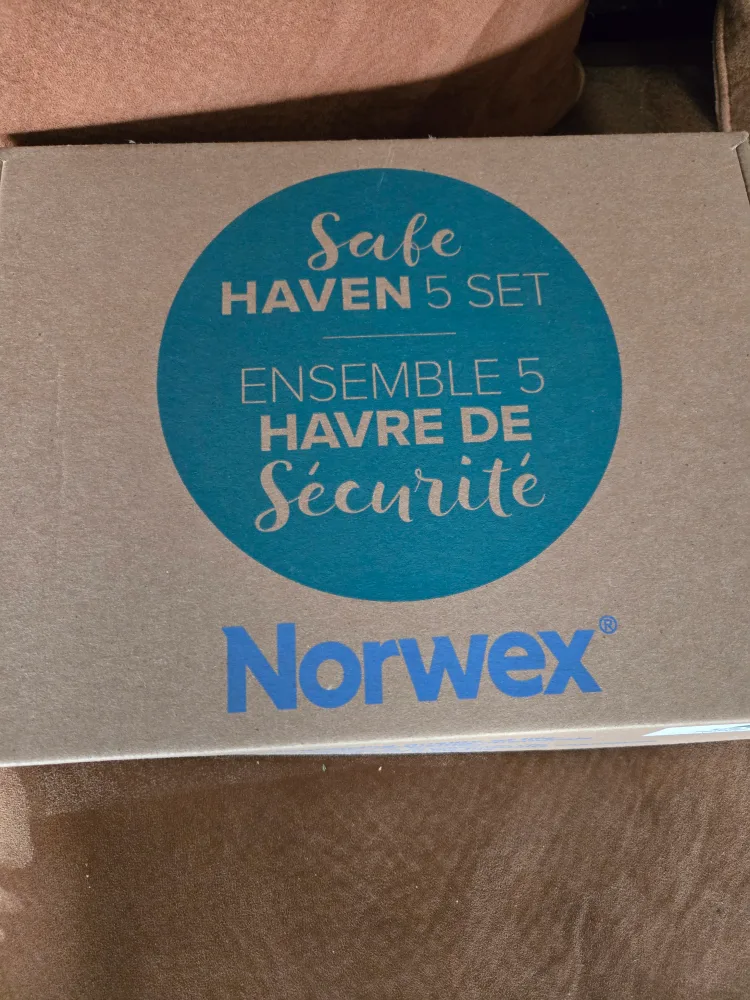 Safe
HAVEN 5 SET
ENSEMBLE 5
HAVRE DE
Sécurité
Norwex®